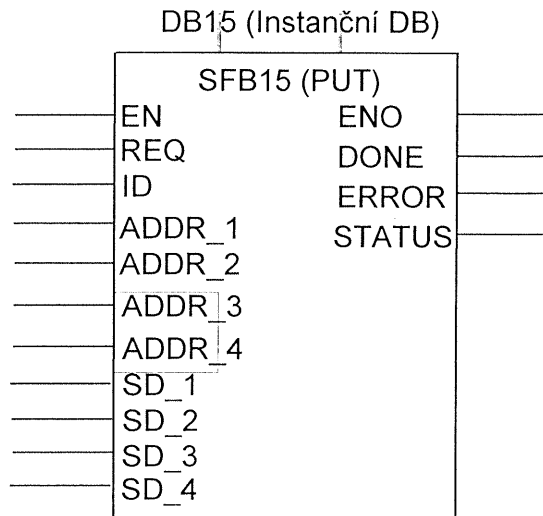 DB15 (Instanční DB)
SFB15 (PUT)
EN ENO
REQ DONE
ID ERROR
ADDR_1 STATUS
ADDR_2
ADDR_3
ADDR_4
SD_1
SD_2
SD_3
SD_4